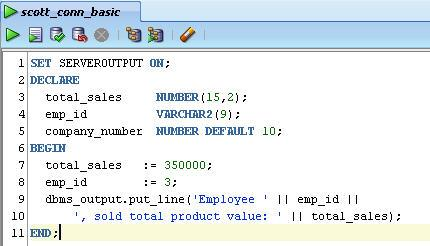 scott_conn_basic
1 SET SERVEROUTPUT ON;
2 DECLARE
3   total_sales     NUMBER(15,2);
4   emp_id          VARCHAR2(9);
5   company_number  NUMBER DEFAULT 10;
6 BEGIN
7   total_sales   := 350000;
8   emp_id        := 3;
9   dbms_output.put_line('Employee ' || emp_id ||
10      ', sold total product value: ' || total_sales);
11 END;